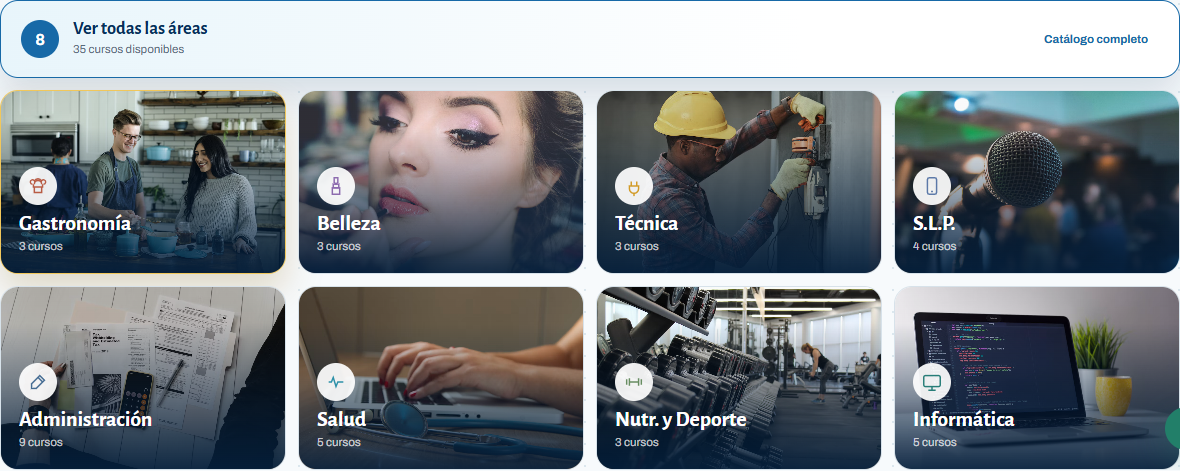 8
Ver todas las áreas
35 cursos disponibles
Catálogo completo
Gastronomía
3 cursos
Belleza
3 cursos
Técnica
3 cursos
S.L.P.
4 cursos
Administración
9 cursos
Salud
5 cursos
Nutr. y Deporte
3 cursos
Informática
5 cursos